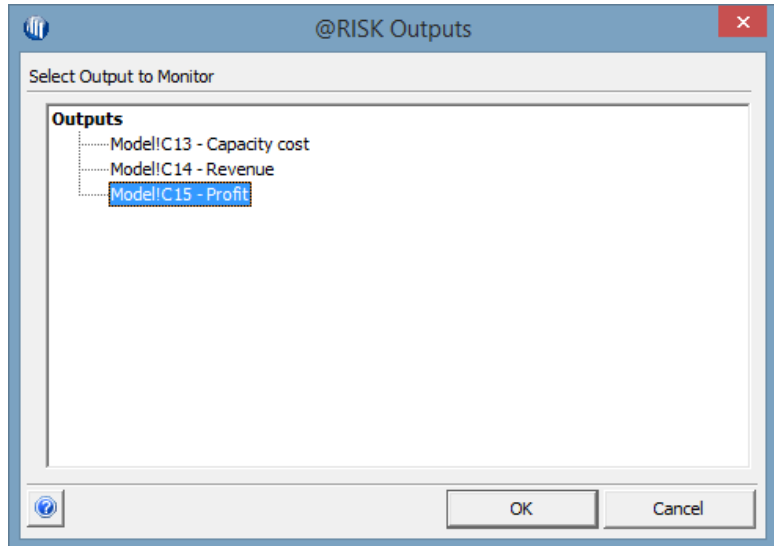 @RISK Outputs
Select Output to Monitor
Outputs
Model!C13 - Capacity cost
Model!C14 - Revenue
Model!C15 - Profit
OK
Cancel